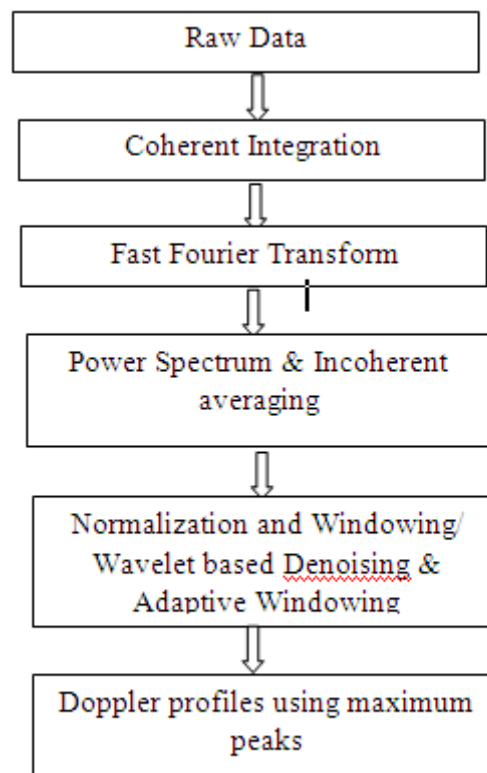 Raw Data
Coherent Integration
Fast Fourier Transform
Power Spectrum & Incoherent
averaging
Normalization and Windowing/
Wavelet based Denoising &
Adaptive Windowing
Doppler profiles using maximum
peaks